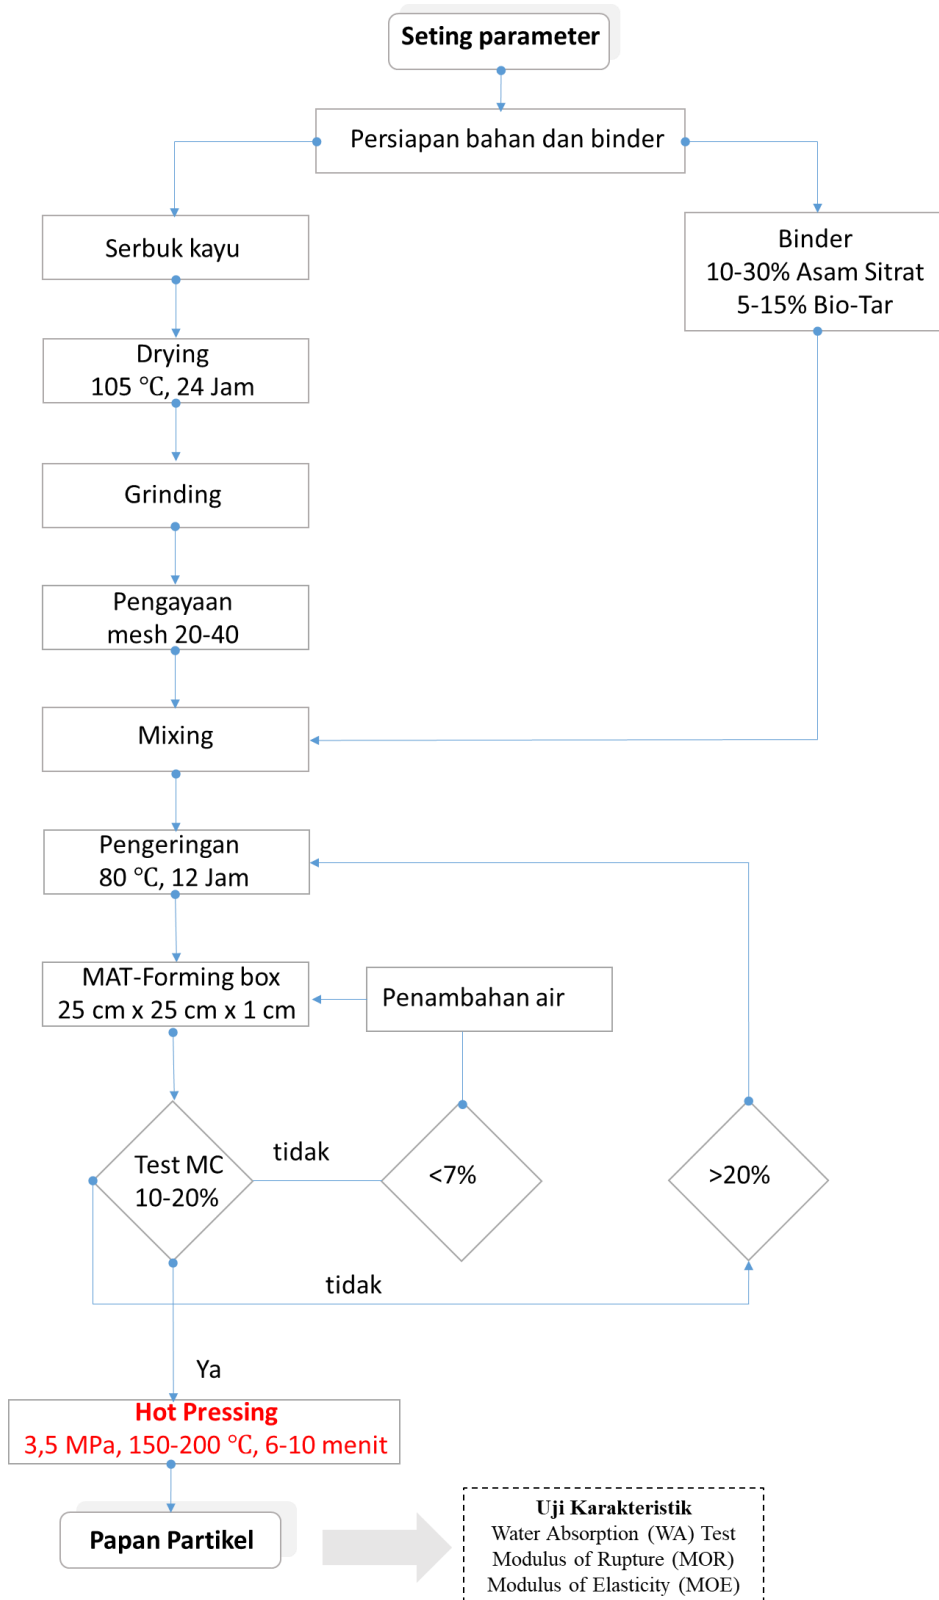 Seting parameter
Persiapan bahan dan binder
Serbuk kayu
Binder
10-30% Asam Sitrat
5-15% Bio-Tar
Drying
105 ℃, 24 Jam
Grinding
Pengayaan
mesh 20-40
Mixing
Pengeringan
80 ℃, 12 Jam
MAT-Forming box
25 cm x 25 cm x 1 cm
Penambahan air
Test MC
10-20%
tidak
<7%
>20%
tidak
Ya
Hot Pressing
3,5 MPa, 150-200 ℃, 6-10 menit
Papan Partikel
Uji Karakteristik
Water Absorption (WA) Test
Modulus of Rupture (MOR)
Modulus of Elasticity (MOE)